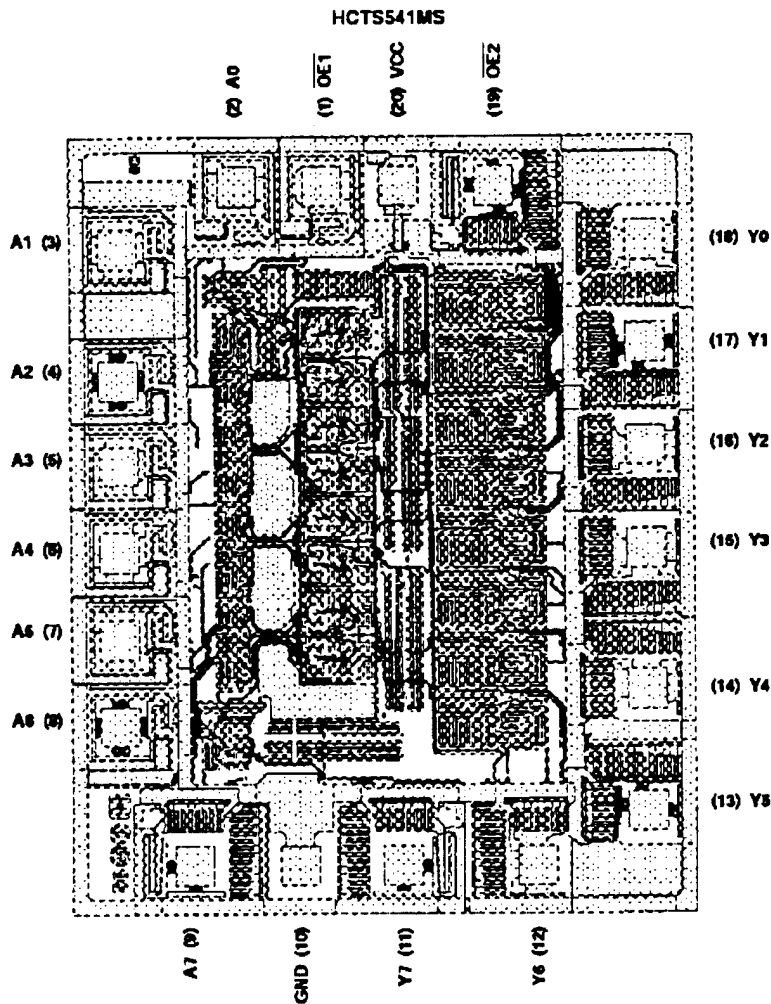 HCTS541MS
(2) A0
(1) OE1
(20) VCC
(19) OE2
A1 (3)
A2 (4)
A3 (5)
A4 (6)
A5 (7)
A6 (8)
(18) Y0
(17) Y1
(16) Y2
(15) Y3
(14) Y4
(13) Y5
A7 (9)
GND (10)
Y7 (11)
Y6 (12)